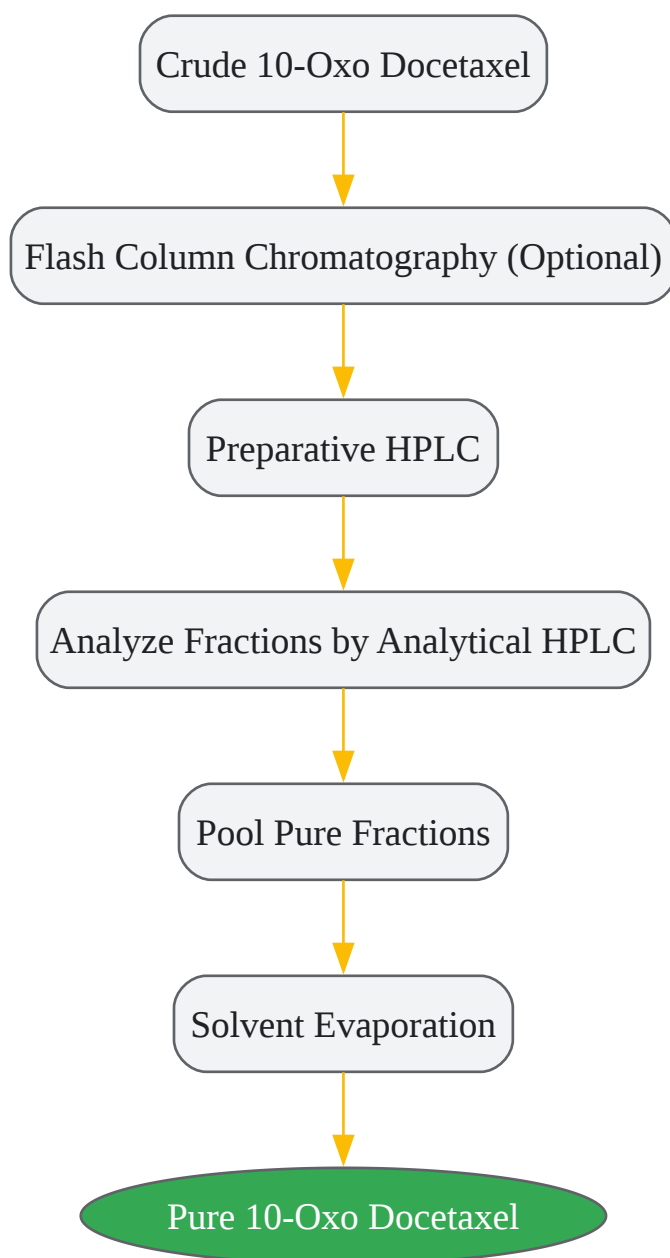 Crude 10-Oxo Docetaxel
Flash Column Chromatography (Optional)
Preparative HPLC
Analyze Fractions by Analytical HPLC
Pool Pure Fractions
Solvent Evaporation
Pure 10-Oxo Docetaxel